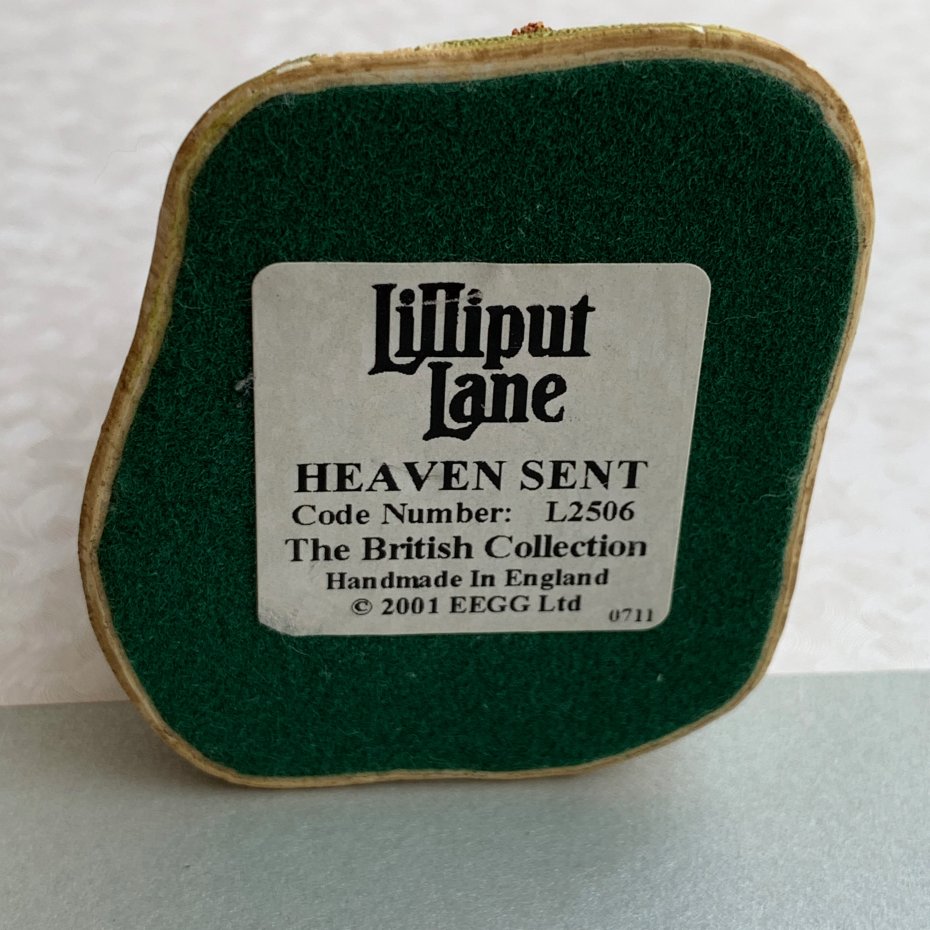 Lilliput
Lane
HEAVEN SENT
Code Number: L2506
The British Collection
Handmade In England
© 2001 EEGG Ltd 0711